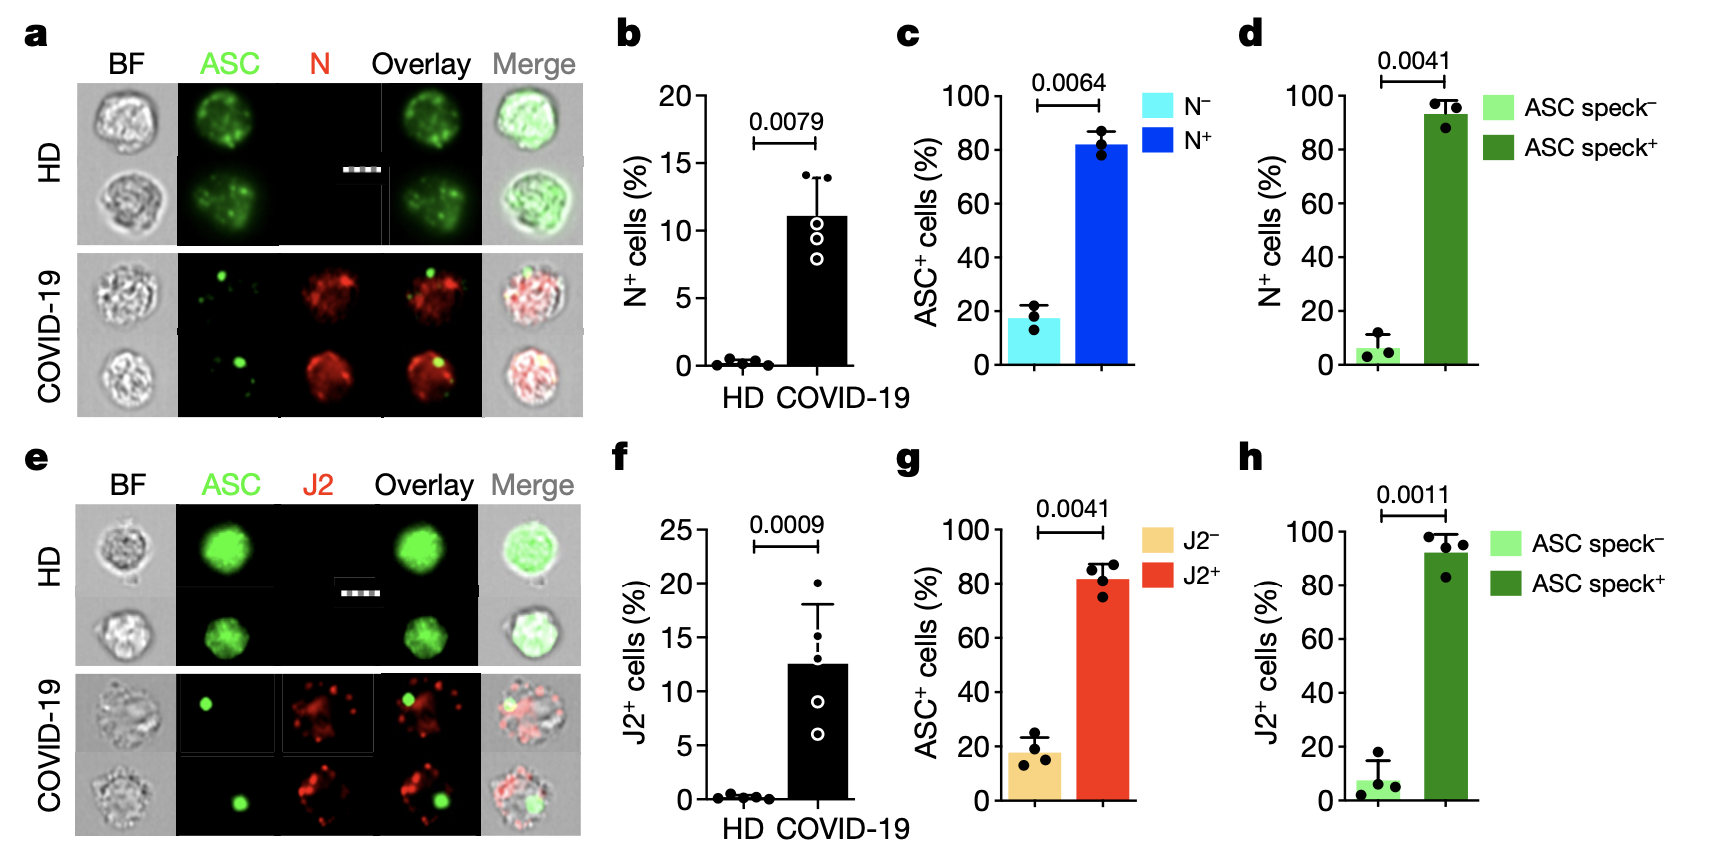 a
BF ASC N Overlay Merge
HD
COVID-19
b
N⁺ cells (%)
20
15
10
5
0
0.0079
HD COVID-19
c
ASC⁺ cells (%)
100
80
60
40
20
0
0.0064
N⁻
N⁺
d
N⁺ cells (%)
100
80
60
40
20
0
0.0041
ASC speck⁻
ASC speck⁺
e
BF ASC J2 Overlay Merge
HD
COVID-19
f
J2⁺ cells (%)
25
20
15
10
5
0
0.0009
HD COVID-19
g
ASC⁺ cells (%)
100
80
60
40
20
0
0.0041
J2⁻
J2⁺
h
J2⁺ cells (%)
100
80
60
40
20
0
0.0011
ASC speck⁻
ASC speck⁺